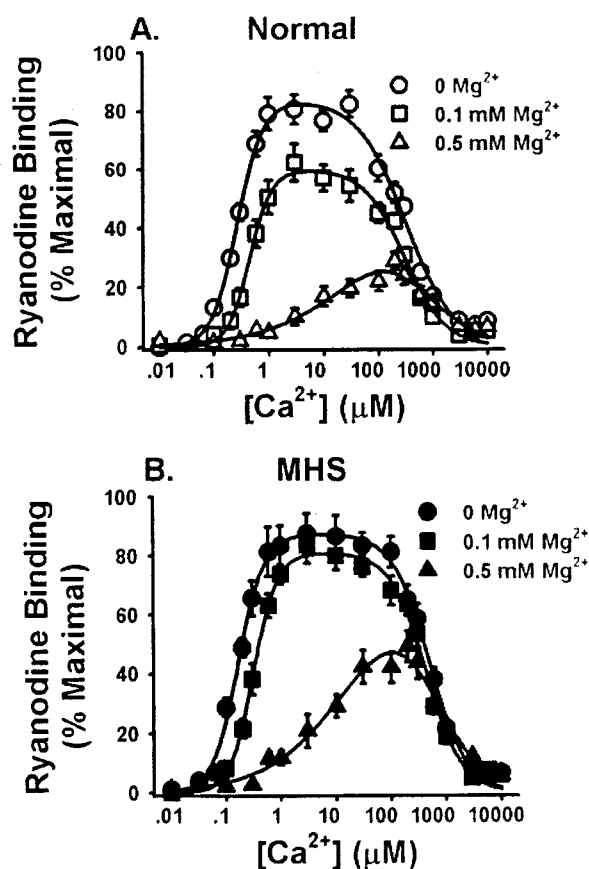 A. Normal
Ryanodine Binding
(% Maximal)
100
80
60
40
20
0
0 Mg²⁺
0.1 mM Mg²⁺
0.5 mM Mg²⁺
.01 .1 1 10 100 1000 10000
[Ca²⁺] (µM)
B. MHS
Ryanodine Binding
(% Maximal)
100
80
60
40
20
0
0 Mg²⁺
0.1 mM Mg²⁺
0.5 mM Mg²⁺
.01 .1 1 10 100 1000 10000
[Ca²⁺] (µM)